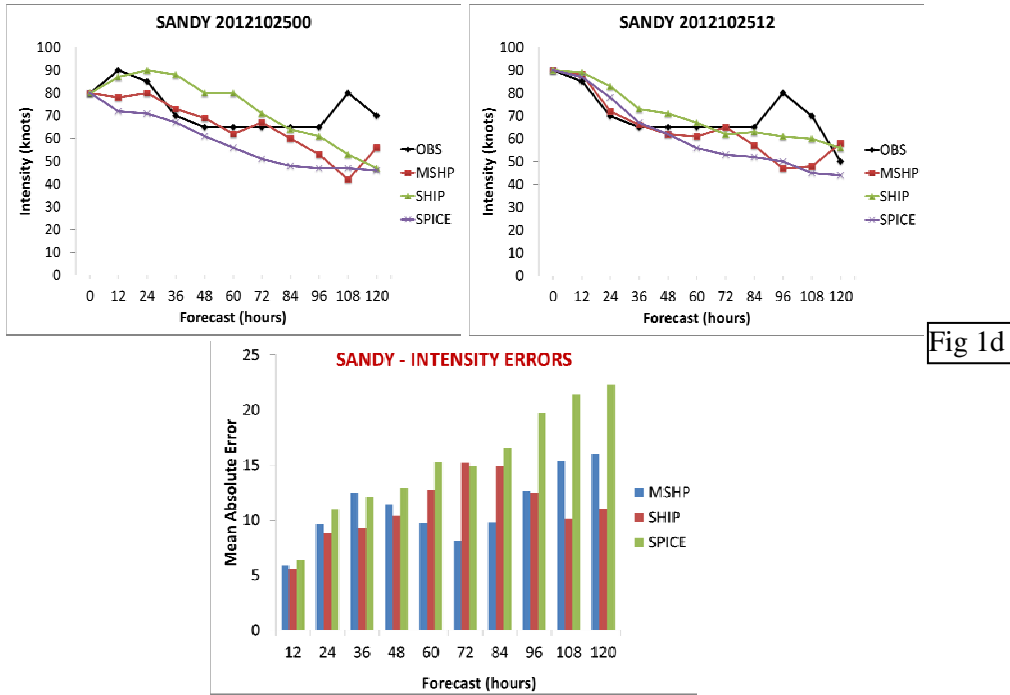 SANDY 2012102500
100
90
80
70
60
50
40
30
20
10
0
Intensity (knots)
0 12 24 36 48 60 72 84 96 108 120
Forecast (hours)
OBS
MSHP
SHIP
SPICE
SANDY 2012102512
100
90
80
70
60
50
40
30
20
10
0
Intensity (knots)
0 12 24 36 48 60 72 84 96 108 120
Forecast (hours)
OBS
MSHP
SHIP
SPICE
Fig 1d
SANDY - INTENSITY ERRORS
25
20
15
10
5
0
Mean Absolute Error
12 24 36 48 60 72 84 96 108 120
Forecast (hours)
MSHP
SHIP
SPICE